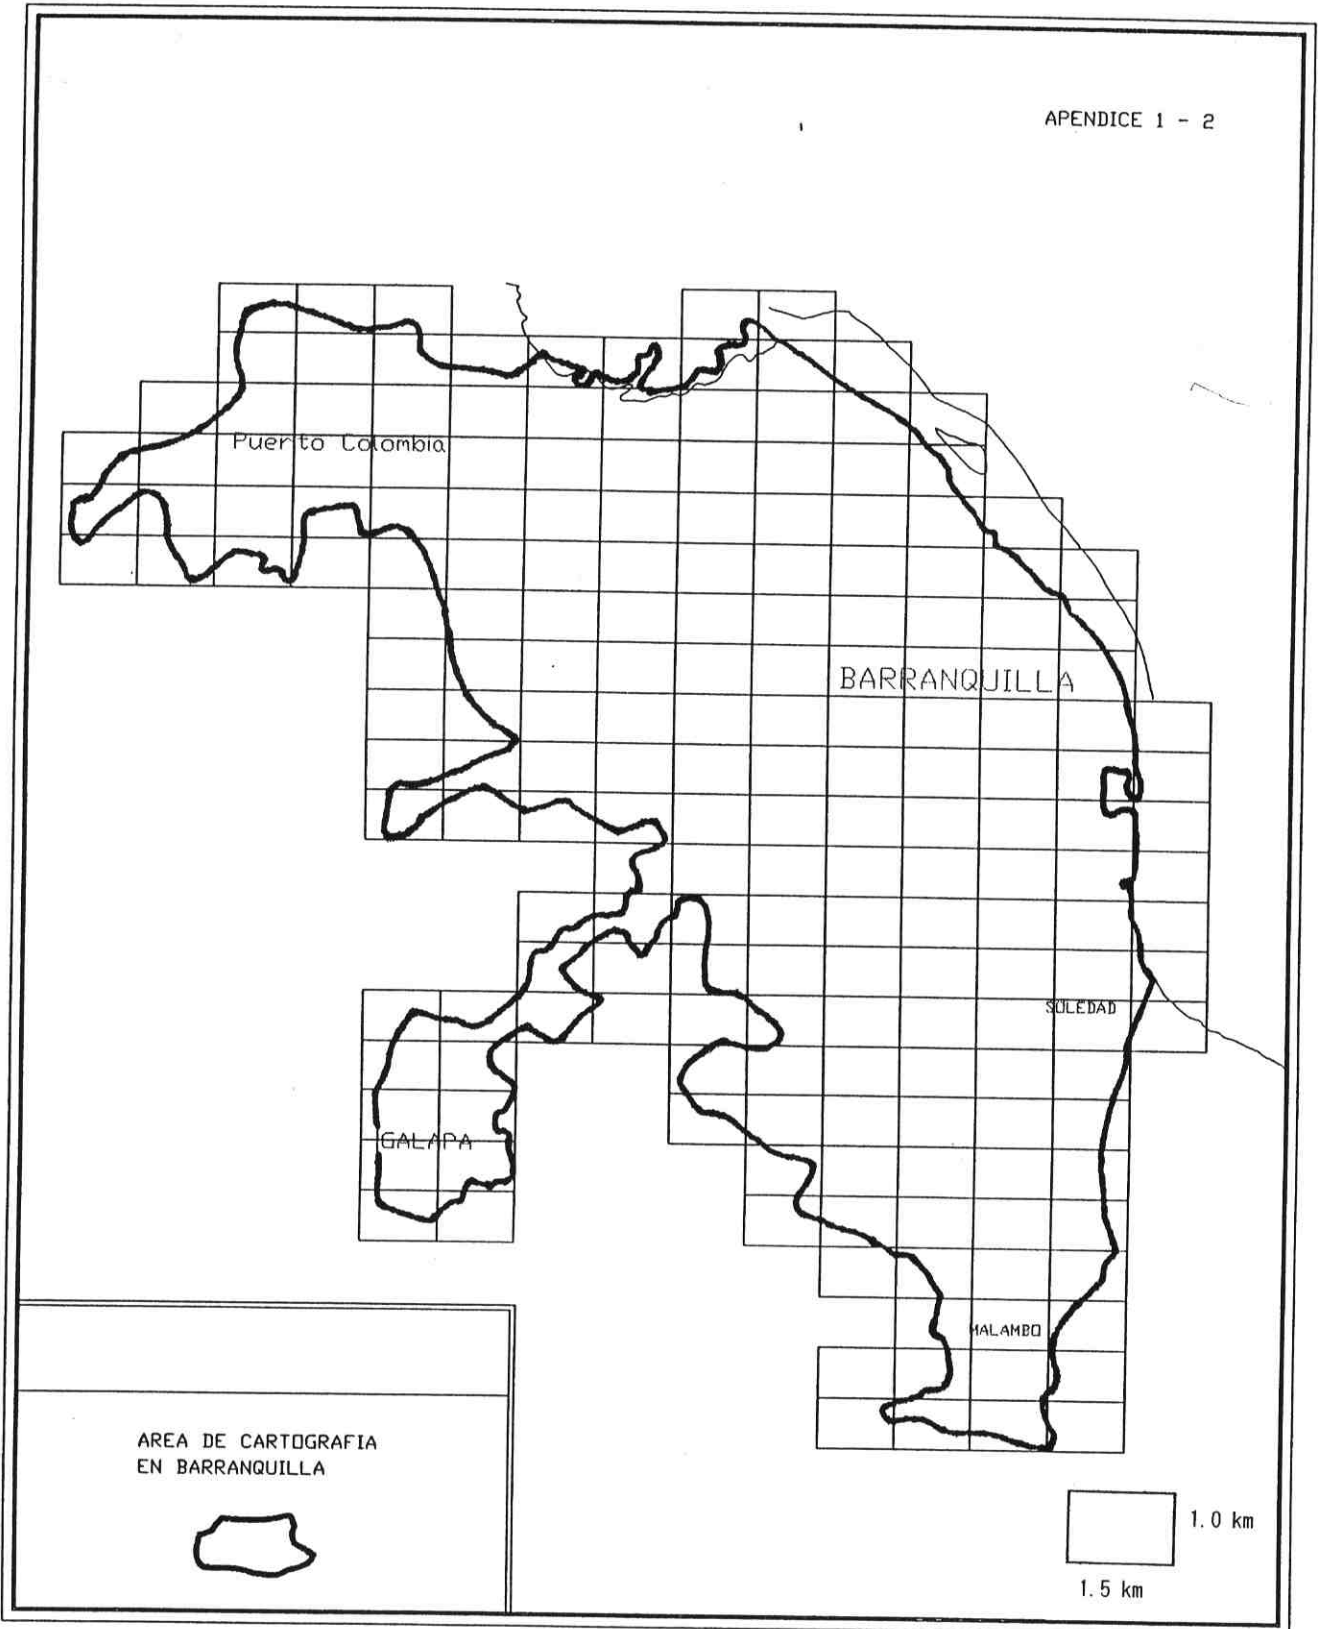 APENDICE 1 - 2
Puerto Colombia
BARRANQUILLA
SOLEDAD
GALAPA
MALAMBO
AREA DE CARTOGRAFIA
EN BARRANQUILLA
1.0 km
1.5 km